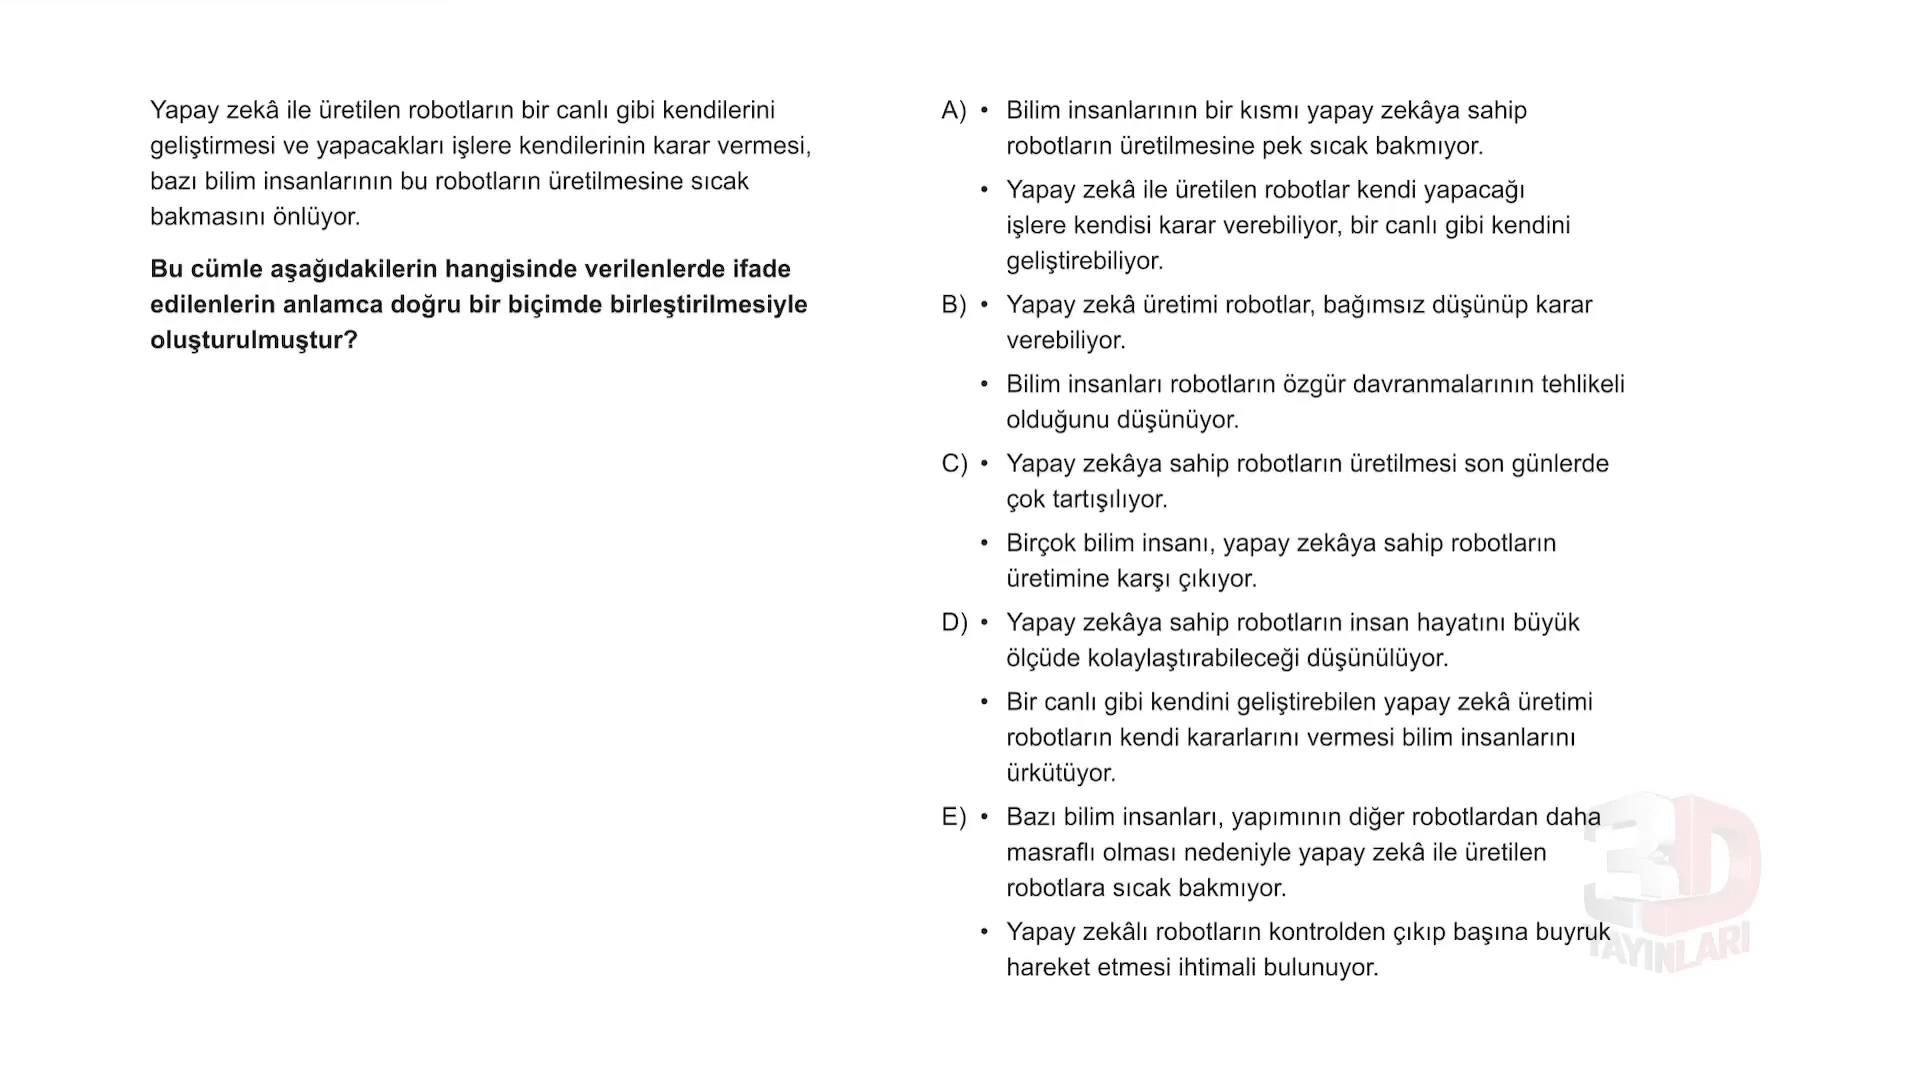 Yapay zekâ ile üretilen robotların bir canlı gibi kendilerini
geliştirmesi ve yapacakları işlere kendilerinin karar vermesi,
bazı bilim insanlarının bu robotların üretilmesine sıcak
bakmasını önlüyor.
Bu cümle aşağıdakilerin hangisinde verilenlerde ifade
edilenlerin anlamca doğru bir biçimde birleştirilmesiyle
oluşturulmuştur?
A) • Bilim insanlarının bir kısmı yapay zekâya sahip
robotların üretilmesine pek sıcak bakmıyor.
• Yapay zekâ ile üretilen robotlar kendi yapacağı
işlere kendisi karar verebiliyor, bir canlı gibi kendini
geliştirebiliyor.
B) • Yapay zekâ üretimi robotlar, bağımsız düşünüp karar
verebiliyor.
• Bilim insanları robotların özgür davranmalarının tehlikeli
olduğunu düşünüyor.
C) • Yapay zekâya sahip robotların üretilmesi son günlerde
çok tartışılıyor.
• Birçok bilim insanı, yapay zekâya sahip robotların
üretimine karşı çıkıyor.
D) • Yapay zekâya sahip robotların insan hayatını büyük
ölçüde kolaylaştırabileceği düşünülüyor.
• Bir canlı gibi kendini geliştirebilen yapay zekâ üretimi
robotların kendi kararlarını vermesi bilim insanlarını
ürkütüyor.
E) • Bazı bilim insanları, yapımının diğer robotlardan daha
masraflı olması nedeniyle yapay zekâ ile üretilen
robotlara sıcak bakmıyor.
• Yapay zekâlı robotların kontrolden çıkıp başına buyruk
hareket etmesi ihtimali bulunuyor.
3D
YAYINLARI